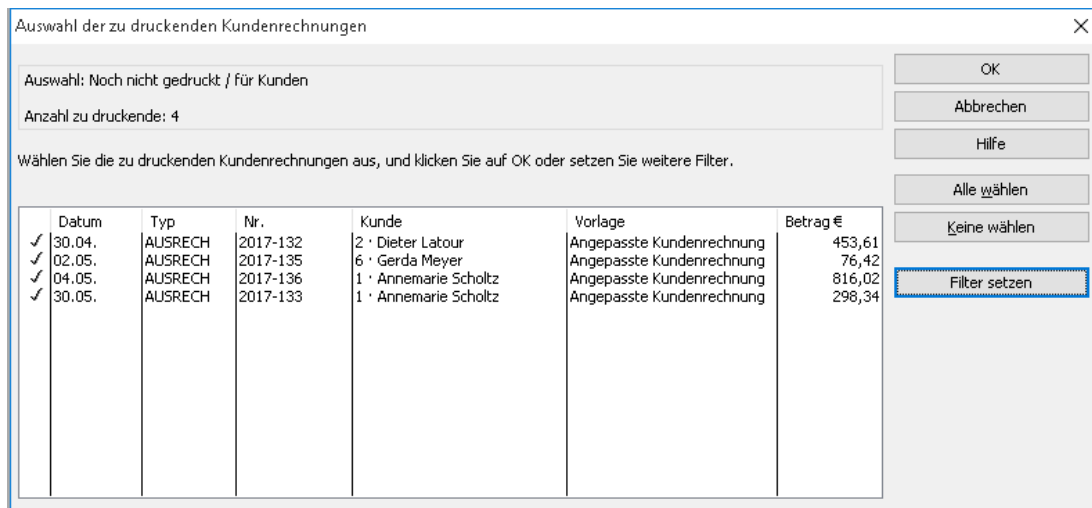 Auswahl der zu druckenden Kundenrechnungen
Auswahl: Noch nicht gedruckt / für Kunden
Anzahl zu druckende: 4
Wählen Sie die zu druckenden Kundenrechnungen aus, und klicken Sie auf OK oder setzen Sie weitere Filter.
Datum Typ Nr. Kunde Vorlage Betrag €
✓ 30.04. AUSRECH 2017-132 2 · Dieter Latour Angepasste Kundenrechnung 453,61
✓ 02.05. AUSRECH 2017-135 6 · Gerda Meyer Angepasste Kundenrechnung 76,42
✓ 04.05. AUSRECH 2017-136 1 · Annemarie Scholtz Angepasste Kundenrechnung 816,02
✓ 30.05. AUSRECH 2017-133 1 · Annemarie Scholtz Angepasste Kundenrechnung 298,34
OK
Abbrechen
Hilfe
Alle wählen
Keine wählen
Filter setzen